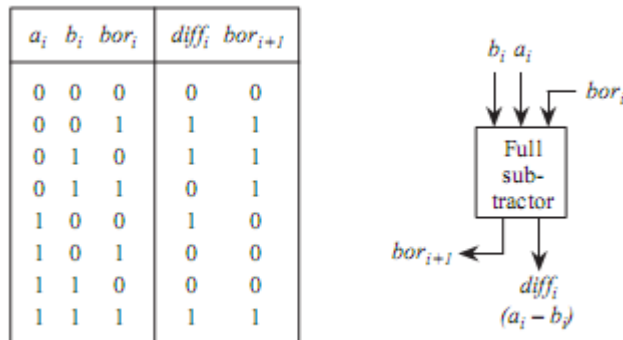 a_i b_i bor_i diff_i bor_{i+1}
0 0 0 0 0
0 0 1 1 1
0 1 0 1 1
0 1 1 0 1
1 0 0 1 0
1 0 1 0 0
1 1 0 0 0
1 1 1 1 1
b_i a_i
bor_i
Full
sub-
tractor
bor_{i+1}
diff_i
(a_i – b_i)